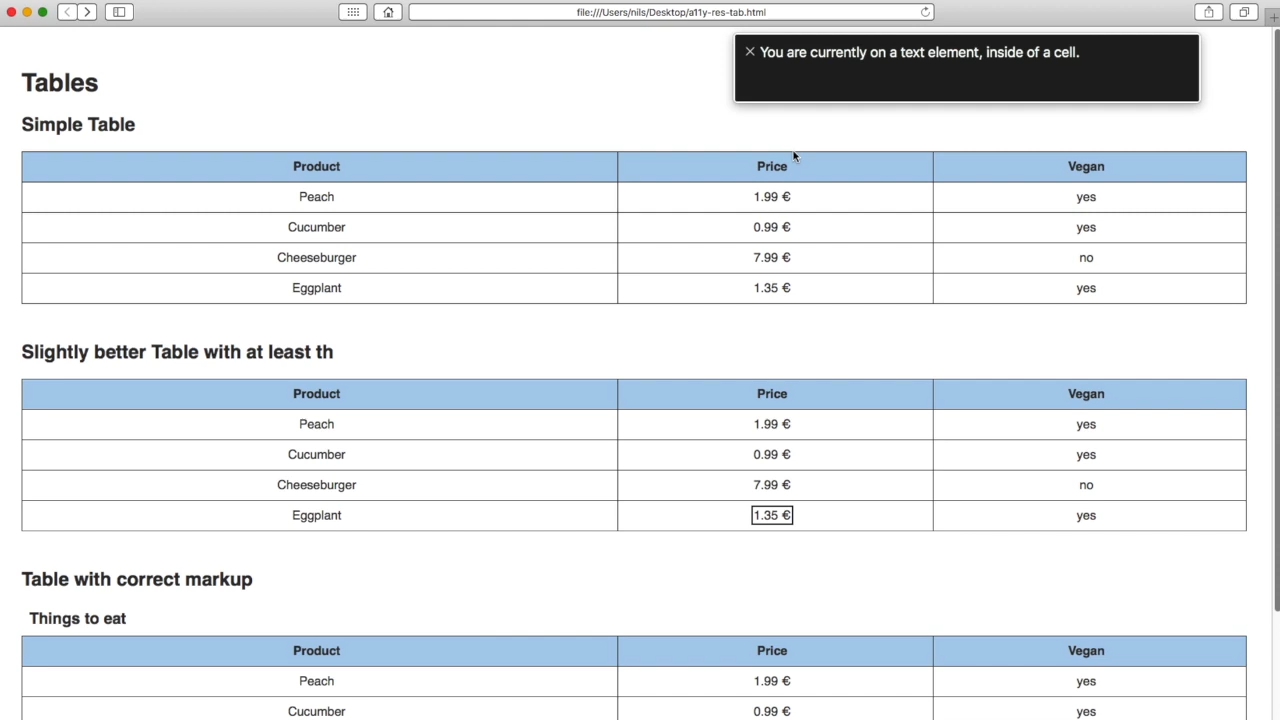 file:///Users/nils/Desktop/a11y-res-tab.html
You are currently on a text element, inside of a cell.
Tables
Simple Table
Product Price Vegan
Peach 1.99 € yes
Cucumber 0.99 € yes
Cheeseburger 7.99 € no
Eggplant 1.35 € yes
Slightly better Table with at least th
Product Price Vegan
Peach 1.99 € yes
Cucumber 0.99 € yes
Cheeseburger 7.99 € no
Eggplant 1.35 € yes
Table with correct markup
Things to eat
Product Price Vegan
Peach 1.99 € yes
Cucumber 0.99 € yes